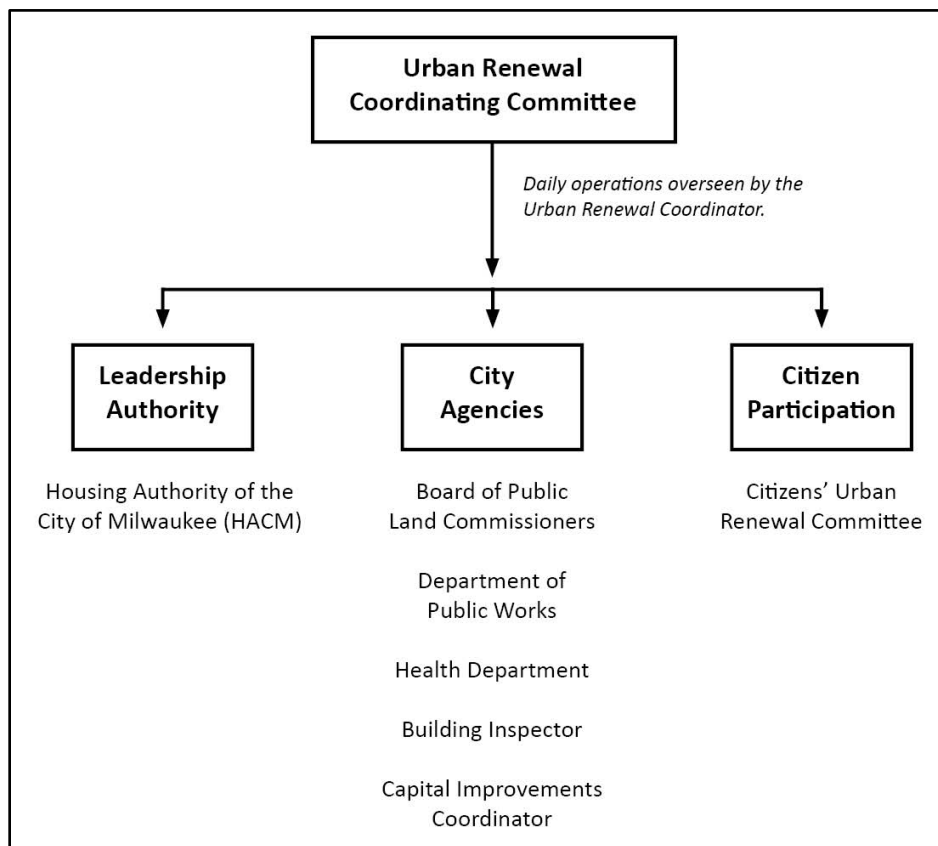 Urban Renewal
Coordinating Committee
Daily operations overseen by the
Urban Renewal Coordinator.
Leadership
Authority
Housing Authority of the
City of Milwaukee (HACM)
City
Agencies
Board of Public
Land Commissioners
Department of
Public Works
Health Department
Building Inspector
Capital Improvements
Coordinator
Citizen
Participation
Citizens’ Urban
Renewal Committee